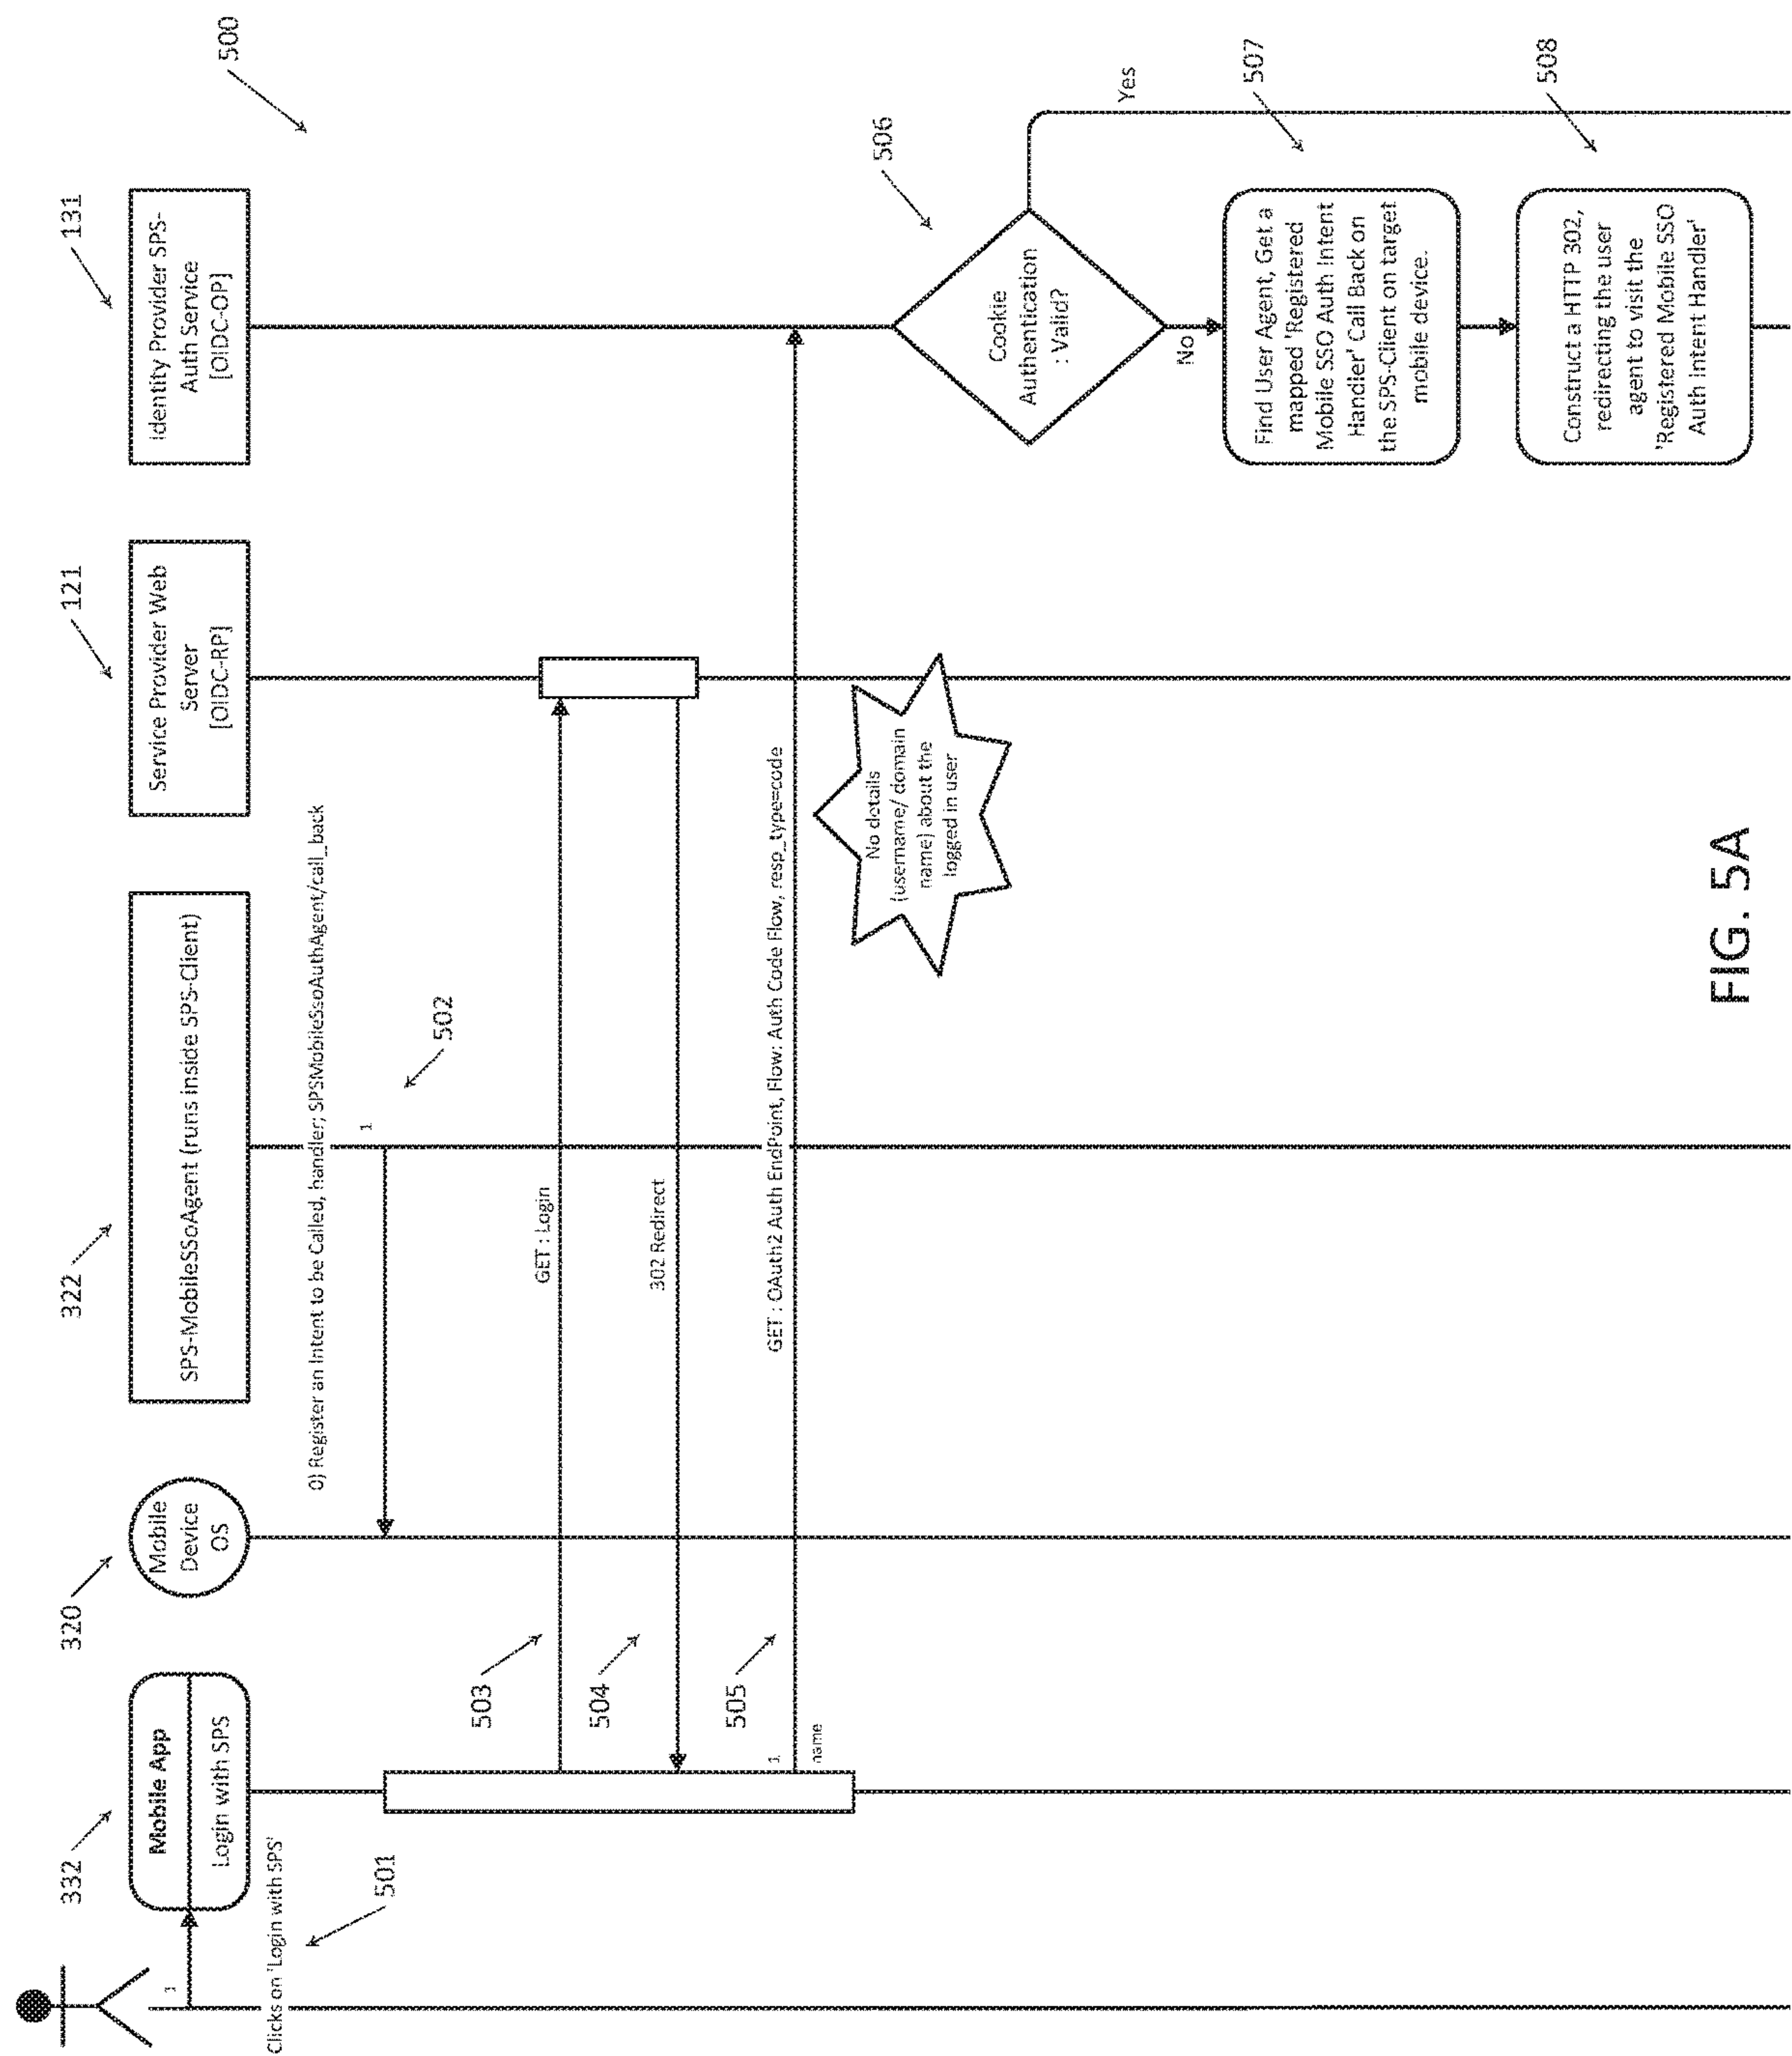 500
332
Mobile App
Login with SPS
320
Mobile
Device
OS
322
SPS-MobileSSoAgent (runs inside SPS-Client)
121
Service Provider Web
Server
[OIDC-RP]
131
Identity Provider SPS-
Auth Service
[OIDC-OP]
1
Clicks on 'Login with SPS'
501
0) Register an Intent to be Called, handler; SPSMobileSsoAuthAgent/call_back
1
502
503
GET : Login
504
302 Redirect
505
1
GET : OAuth2 Auth EndPoint, Flow: Auth Code Flow, resp_type=code
name
No details
(username/ domain
name) about the
logged in user
506
Cookie
Authentication
: Valid?
Yes
No
507
Find User Agent, Get a
mapped 'Registered
Mobile SSO Auth Intent
Handler' Call Back on
the SPS-Client on target
mobile device.
508
Construct a HTTP 302,
redirecting the user
agent to visit the
'Registered Mobile SSO
Auth Intent Handler'
FIG. 5A